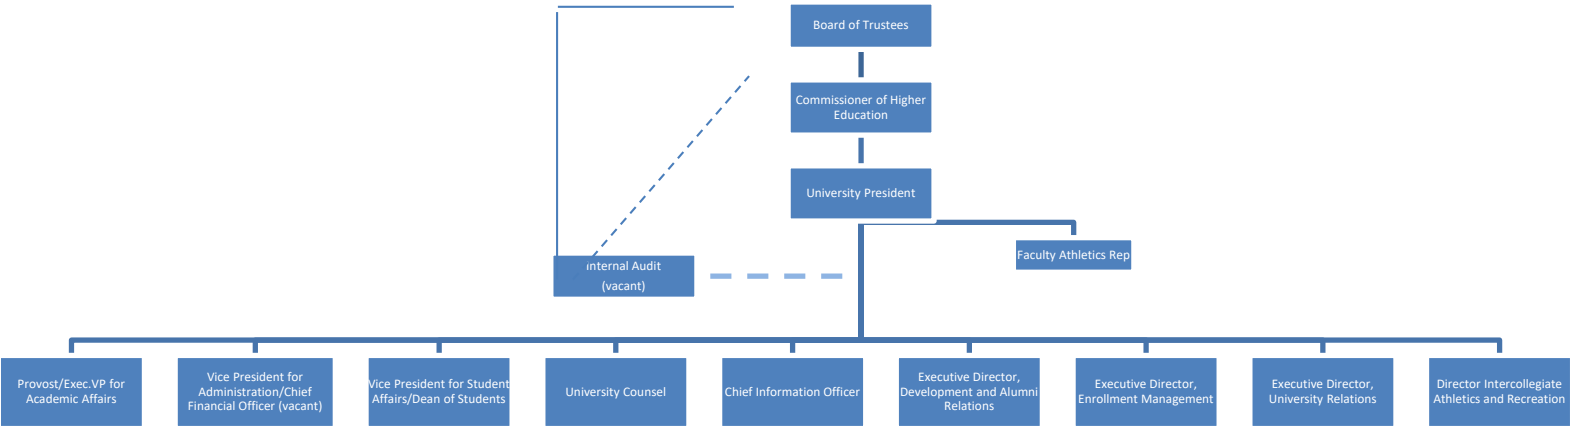 Board of Trustees
Commissioner of Higher
Education
University President
Faculty Athletics Rep
Internal Audit
(vacant)
Provost/Exec.VP for
Academic Affairs
Vice President for
Administration/Chief
Financial Officer (vacant)
Vice President for Student
Affairs/Dean of Students
University Counsel
Chief Information Officer
Executive Director,
Development and Alumni
Relations
Executive Director,
Enrollment Management
Executive Director,
University Relations
Director Intercollegiate
Athletics and Recreation